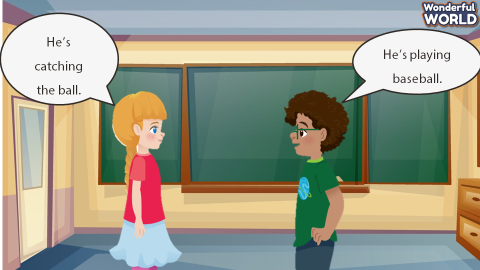 Wonderful
WORLD
He's
catching
the ball.
He's playing
baseball.